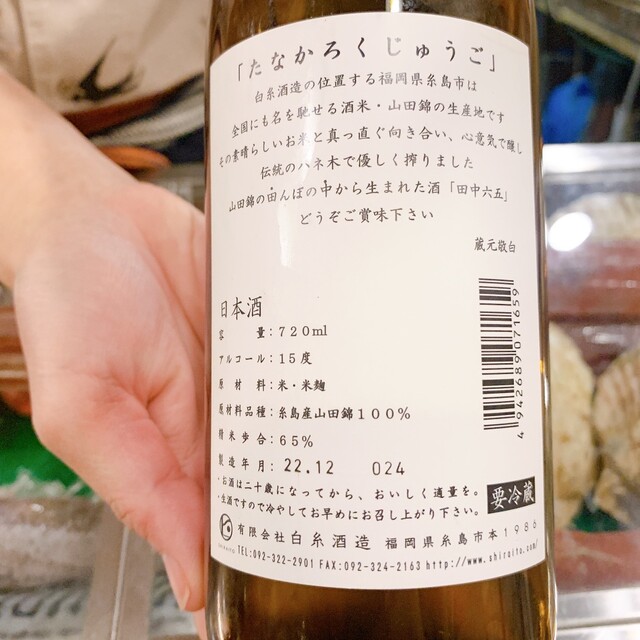 「たなかろくじゅうご」
白糸酒造の位置する福岡県糸島市は
全国にも名を馳せる酒米・山田錦の生産地です
その素晴らしいお米と真っ直ぐ向き合い、心意気で醸し
伝統のハネ木で優しく搾りました
山田錦の田んぼの中から生まれた酒「田中六五」
どうぞご賞味下さい
蔵元敬白
日本酒
容 量：720ml
アルコール：15度
原 材 料：米・米麹
原材料品種：糸島産山田錦100%
精米歩合：65%
製造年月：22.12 024
4942689071659
・お酒は二十歳になってから、おいしく適量を。
・生酒ですので冷やしてお早めにお召し上がり下さい。
要冷蔵
有限会社白糸酒造 福岡県糸島市本1986
TEL:092-322-2901 FAX:092-324-2163 http://www.shiraito.com/